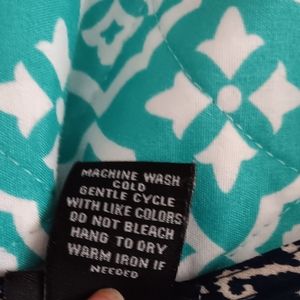 MACHINE WASH
COLD
GENTLE CYCLE
WITH LIKE COLORS
DO NOT BLEACH
HANG TO DRY
WARM IRON IF
NEEDED